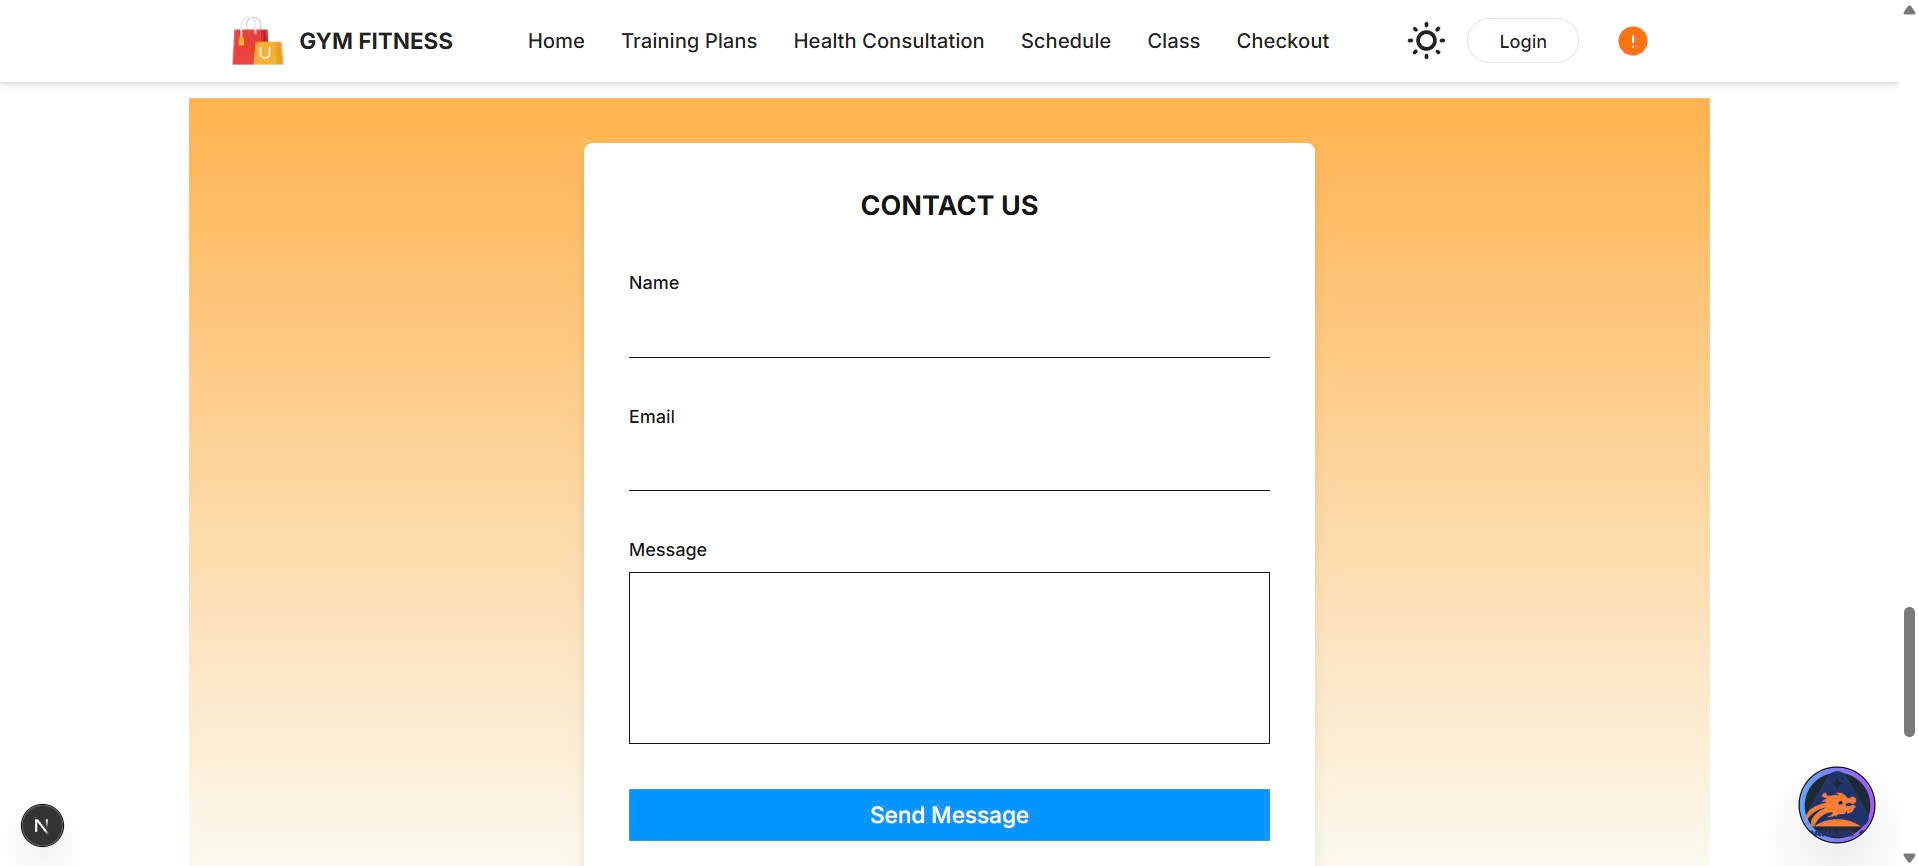 GYM FITNESS
Home Training Plans Health Consultation Schedule Class Checkout
Login
!
CONTACT US
Name
Email
Message
Send Message
N
U